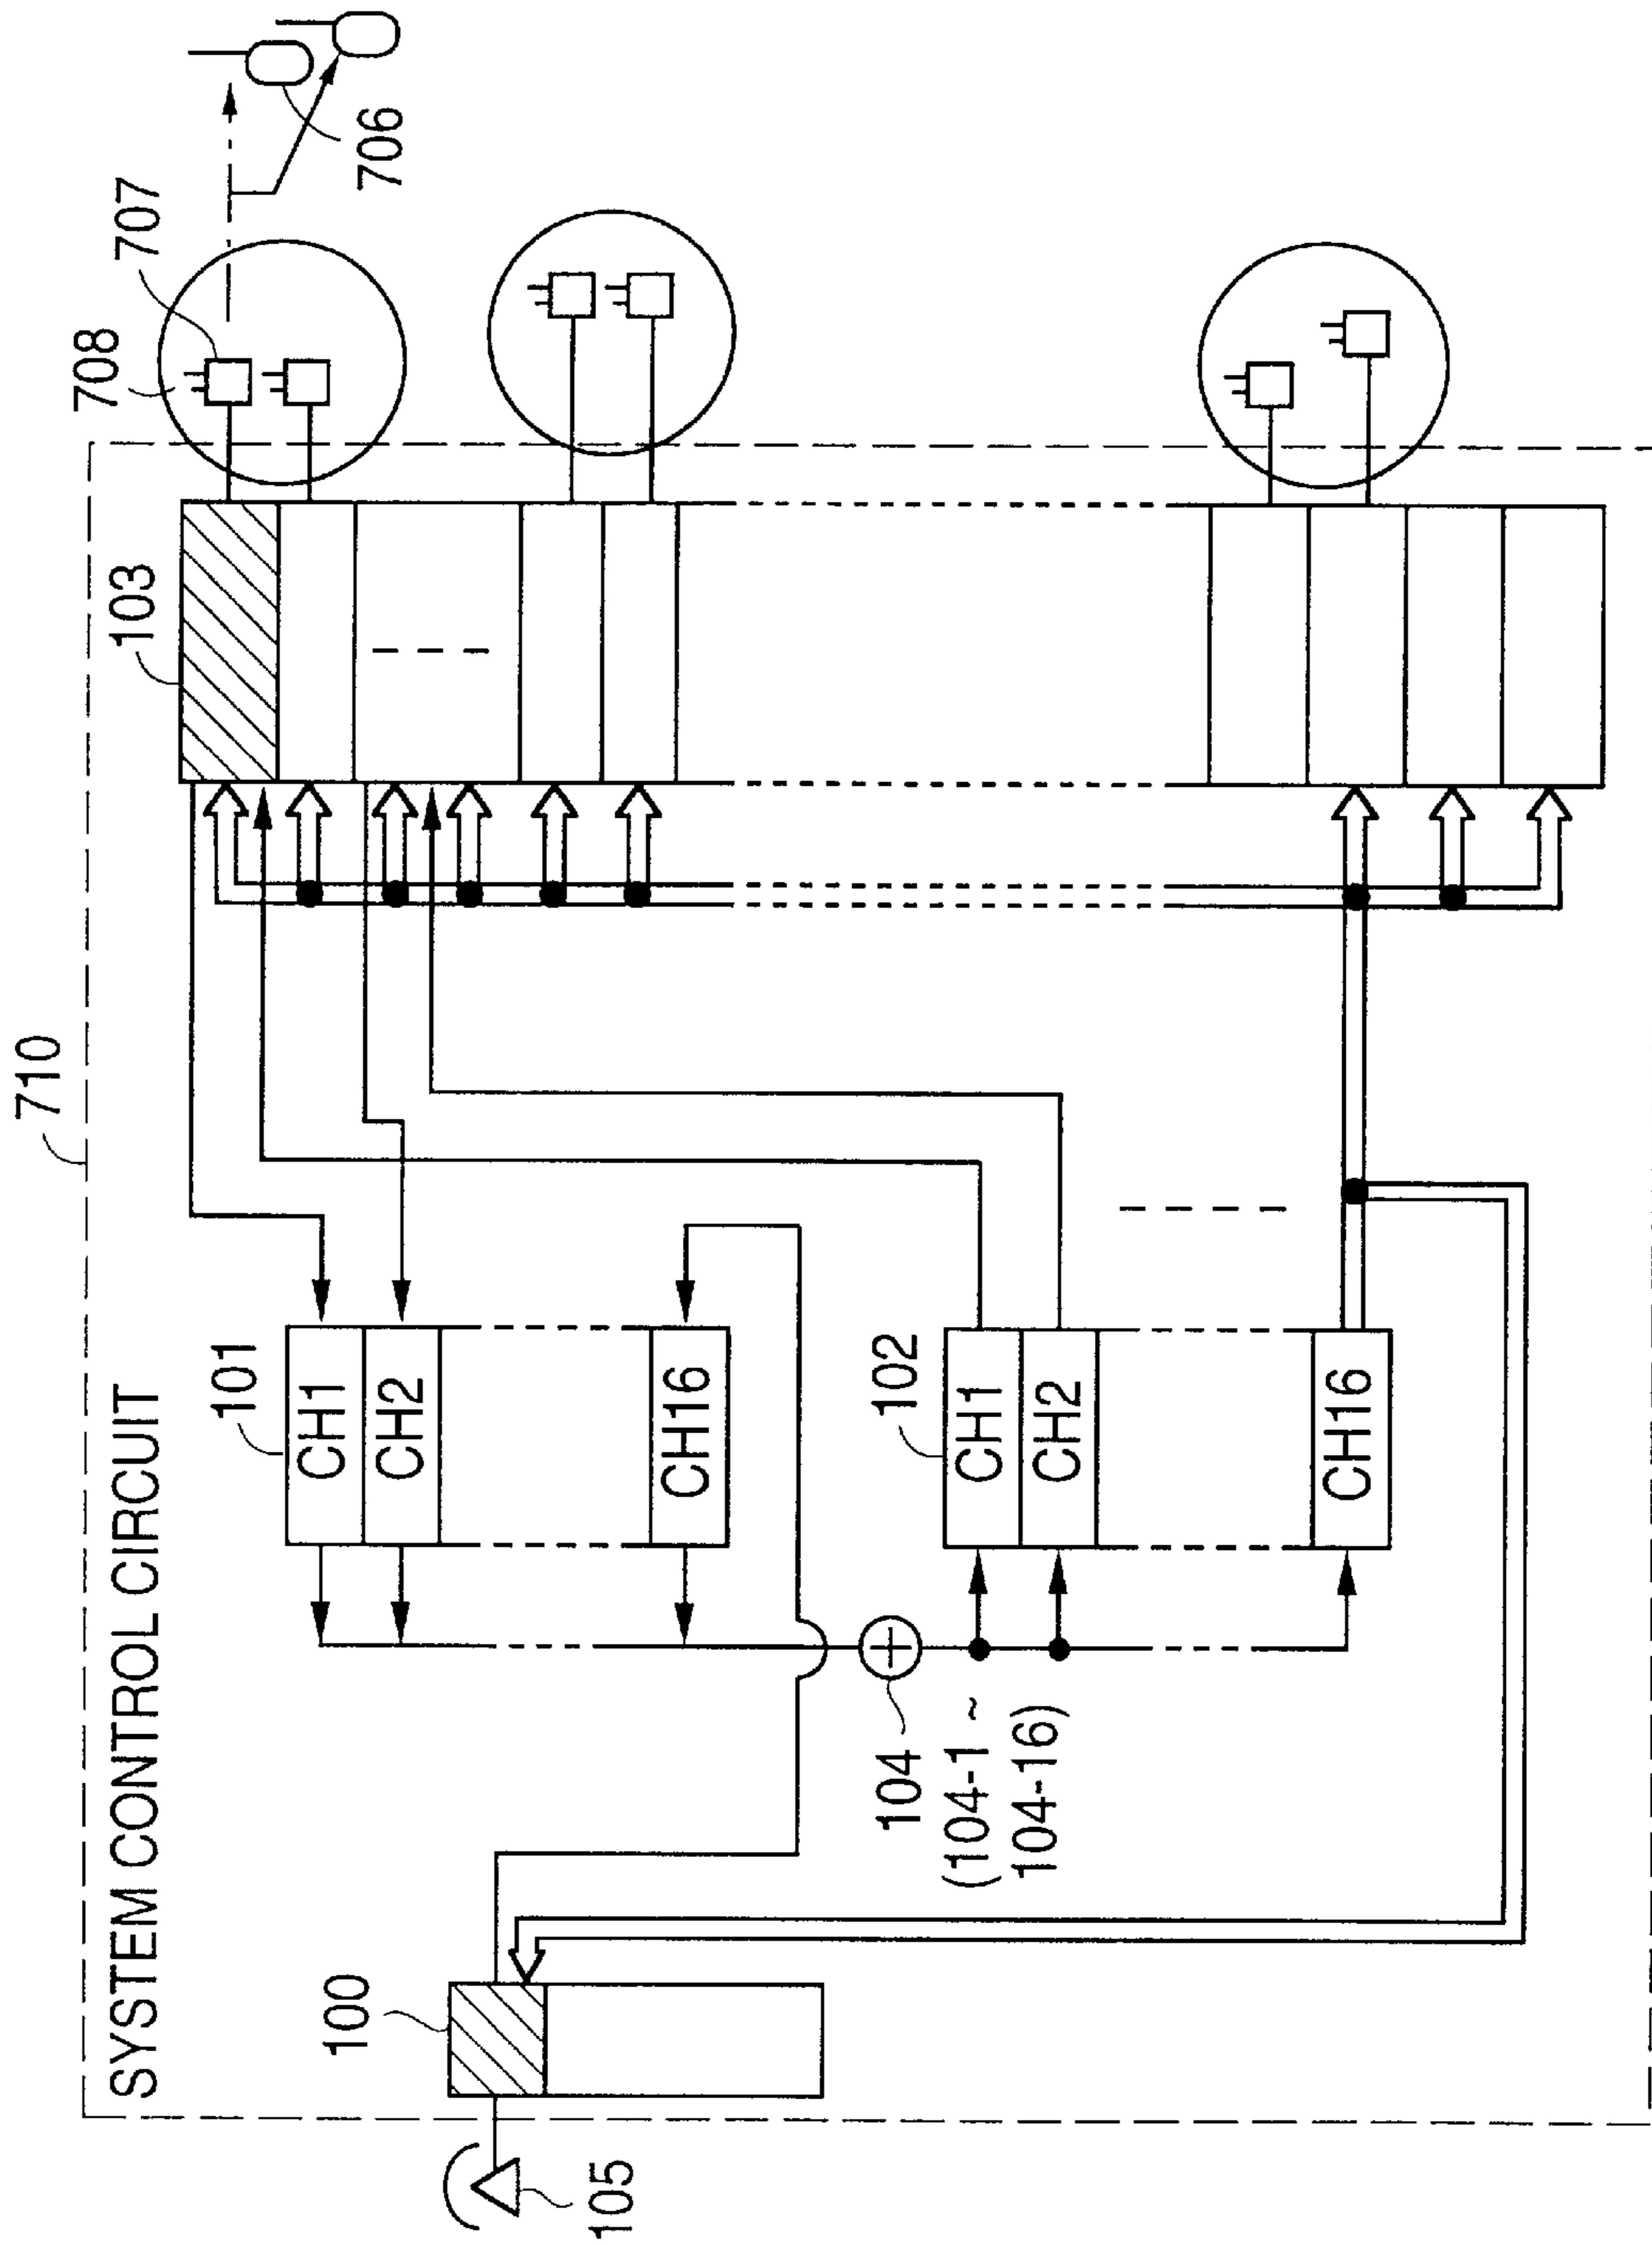 710
SYSTEM CONTROL CIRCUIT
708
707
706
103
101
CH1
CH2
CH16
102
CH1
CH2
CH16
104
(104-1 ~
104-16)
100
105